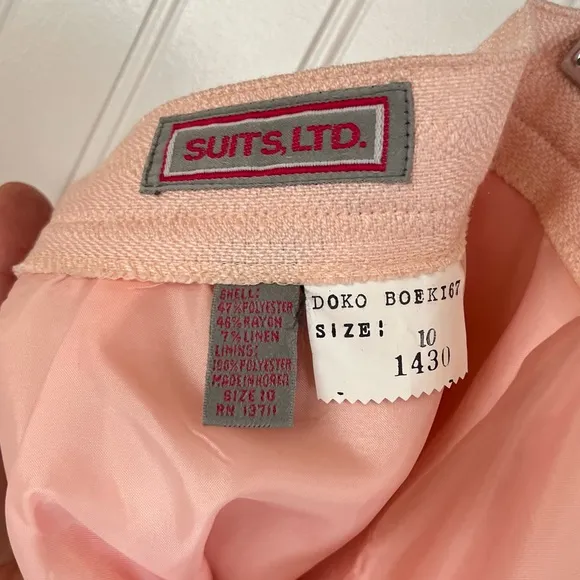 SUITS, LTD.
SHELL:
47% POLYESTER
46% RAYON
7% LINEN
LINING:
100% POLYESTER
MADE IN KOREA
SIZE 10
RN 13711
DOKO BOEKI67
SIZE:
10
1430